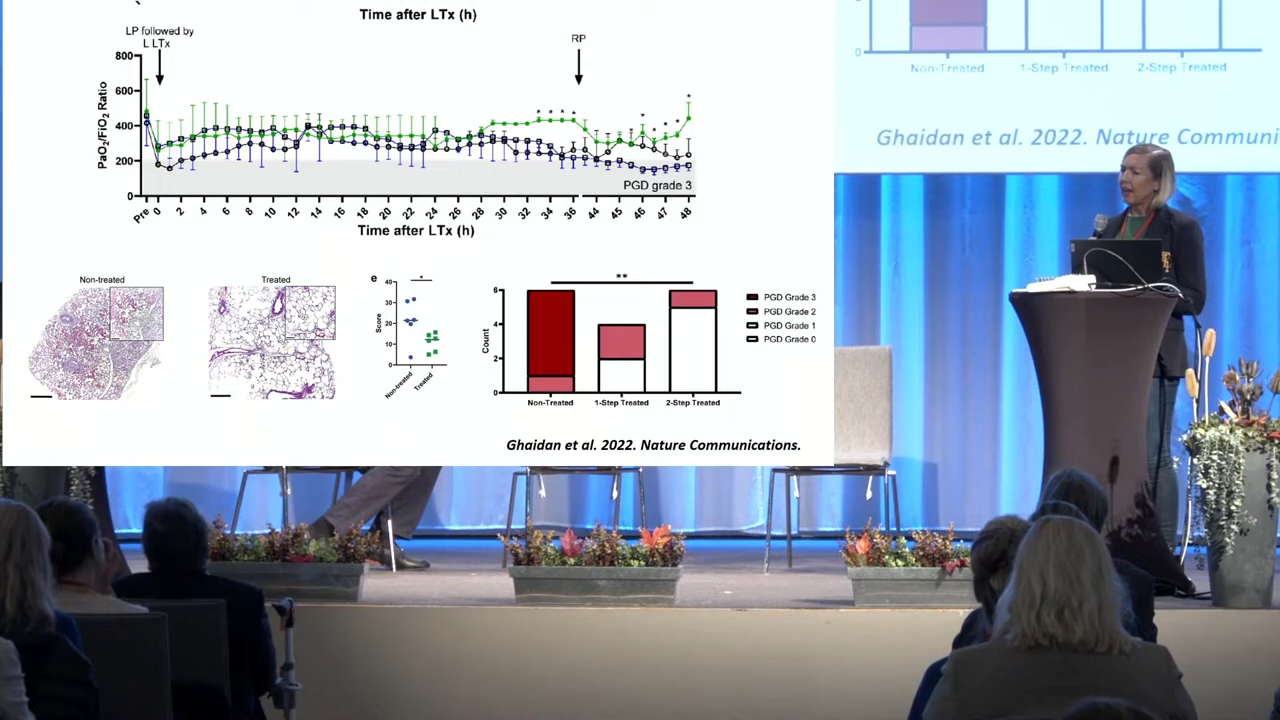 Time after LTx (h)
LP followed by
L LTx
RP
800
600
400
200
0
PaO2/FiO2 Ratio
* * * *
* * * * *
PGD grade 3
Pre 0 2 4 6 8 10 12 14 16 18 20 22 24 26 28 30 32 34 36 44 45 46 47 48
Time after LTx (h)
Non-treated
Treated
e
*
40
30
20
10
0
Score
Non-treated
Treated
**
6
4
2
0
Count
Non-Treated
1-Step Treated
2-Step Treated
PGD Grade 3
PGD Grade 2
PGD Grade 1
PGD Grade 0
Ghaidan et al. 2022. Nature Communications.
0
Non-Treated
1-Step Treated
2-Step Treated
Ghaidan et al. 2022. Nature Communi